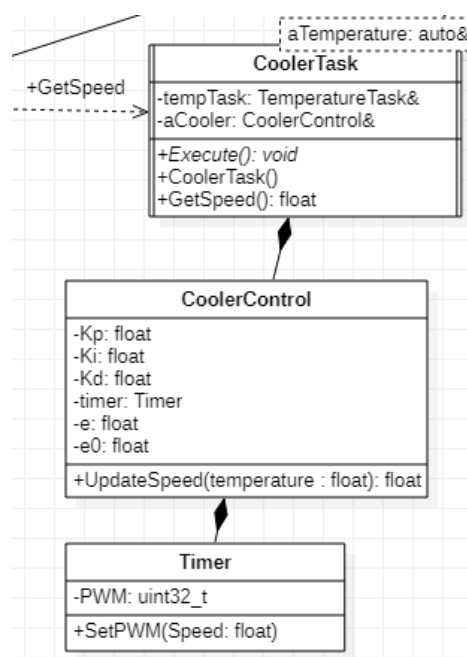 aTemperature: auto&
CoolerTask
+GetSpeed
-tempTask: TemperatureTask&
-aCooler: CoolerControl&
+Execute(): void
+CoolerTask()
+GetSpeed(): float
CoolerControl
-Kp: float
-Ki: float
-Kd: float
-timer: Timer
-e: float
-e0: float
+UpdateSpeed(temperature : float): float
Timer
-PWM: uint32_t
+SetPWM(Speed: float)